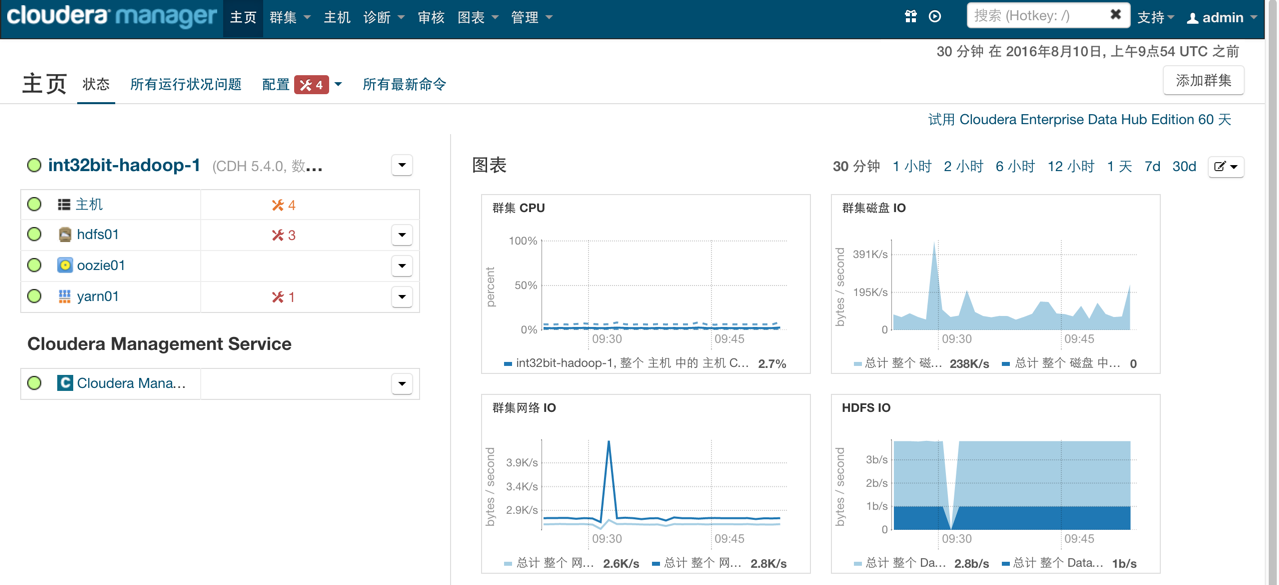 cloudera manager 主页 群集 主机 诊断 审核 图表 管理 搜索 (Hotkey: /) 支持 admin
30 分钟 在 2016年8月10日, 上午9点54 UTC 之前
主页 状态 所有运行状况问题 配置 4 所有最新命令 添加群集
试用 Cloudera Enterprise Data Hub Edition 60 天
int32bit-hadoop-1 (CDH 5.4.0, 数...
主机 4
hdfs01 3
oozie01
yarn01 1
Cloudera Management Service
Cloudera Mana...
图表 30 分钟 1 小时 2 小时 6 小时 12 小时 1 天 7d 30d
群集 CPU
percent
100%
50%
0%
09:30 09:45
int32bit-hadoop-1, 整个 主机 中的 主机 C... 2.7%
群集磁盘 IO
bytes / second
391K/s
195K/s
0
09:30 09:45
总计 整个 磁... 238K/s 总计 整个 磁盘 中... 0
群集网络 IO
bytes / second
3.9K/s
3.4K/s
2.9K/s
09:30 09:45
总计 整个 网... 2.6K/s 总计 整个 网... 2.8K/s
HDFS IO
bytes / second
3b/s
2b/s
1b/s
0
09:30 09:45
总计 整个 Da... 2.8b/s 总计 整个 Data... 1b/s